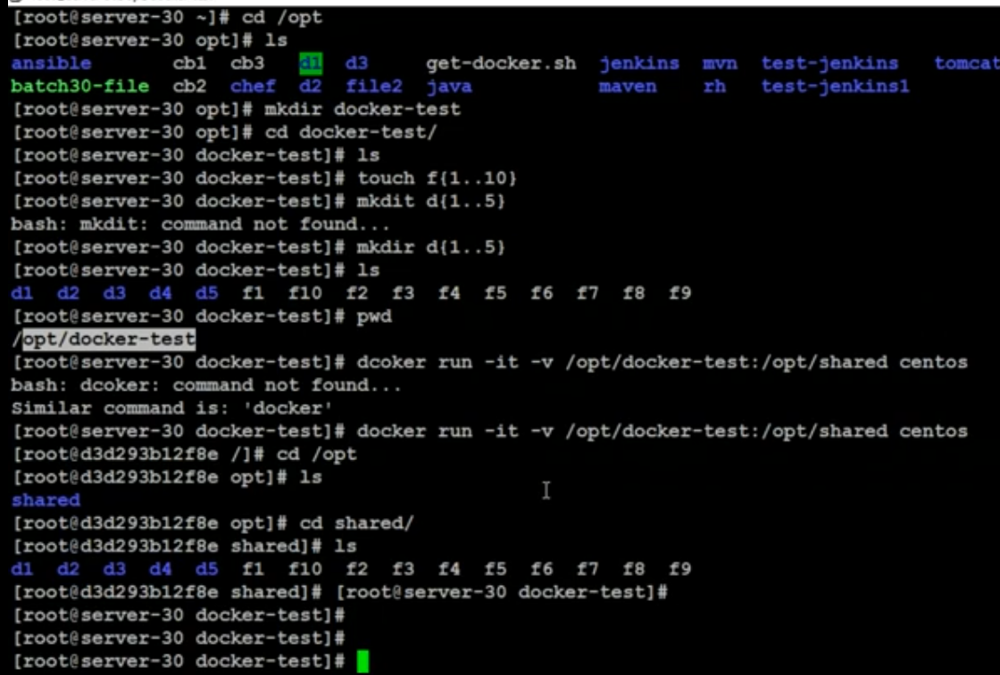 [root@server-30 ~]# cd /opt
[root@server-30 opt]# ls
ansible cb1 cb3 d1 d3 get-docker.sh jenkins mvn test-jenkins tomcat
batch30-file cb2 chef d2 file2 java maven rh test-jenkins1
[root@server-30 opt]# mkdir docker-test
[root@server-30 opt]# cd docker-test/
[root@server-30 docker-test]# ls
[root@server-30 docker-test]# touch f{1..10}
[root@server-30 docker-test]# mkdit d{1..5}
bash: mkdit: command not found...
[root@server-30 docker-test]# mkdir d{1..5}
[root@server-30 docker-test]# ls
d1 d2 d3 d4 d5 f1 f10 f2 f3 f4 f5 f6 f7 f8 f9
[root@server-30 docker-test]# pwd
/opt/docker-test
[root@server-30 docker-test]# dcoker run -it -v /opt/docker-test:/opt/shared centos
bash: dcoker: command not found...
Similar command is: 'docker'
[root@server-30 docker-test]# docker run -it -v /opt/docker-test:/opt/shared centos
[root@d3d293b12f8e /]# cd /opt
[root@d3d293b12f8e opt]# ls
shared
[root@d3d293b12f8e opt]# cd shared/
[root@d3d293b12f8e shared]# ls
d1 d2 d3 d4 d5 f1 f10 f2 f3 f4 f5 f6 f7 f8 f9
[root@d3d293b12f8e shared]# [root@server-30 docker-test]#
[root@server-30 docker-test]#
[root@server-30 docker-test]#
[root@server-30 docker-test]#